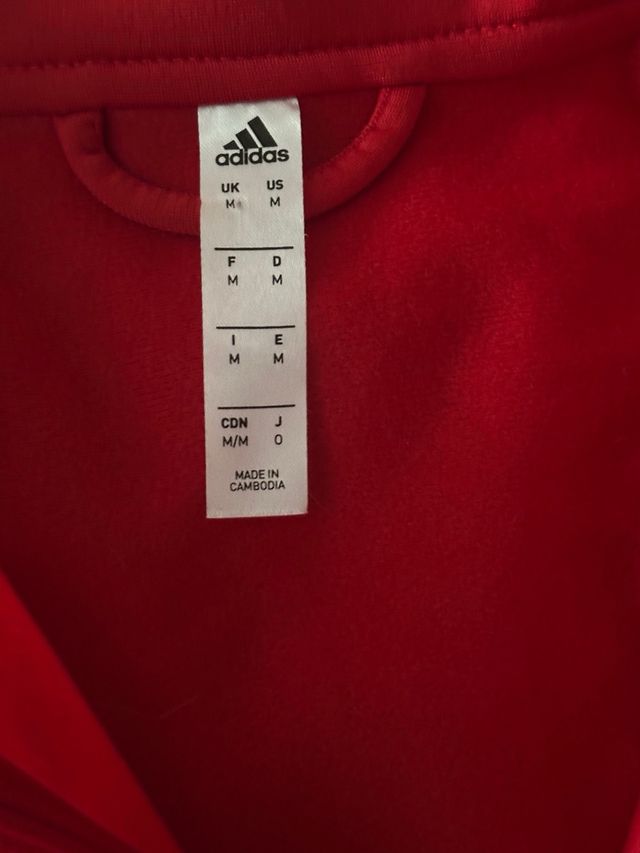 adidas
UK US
M M
F D
M M
I E
M M
CDN J
M/M O
MADE IN
CAMBODIA